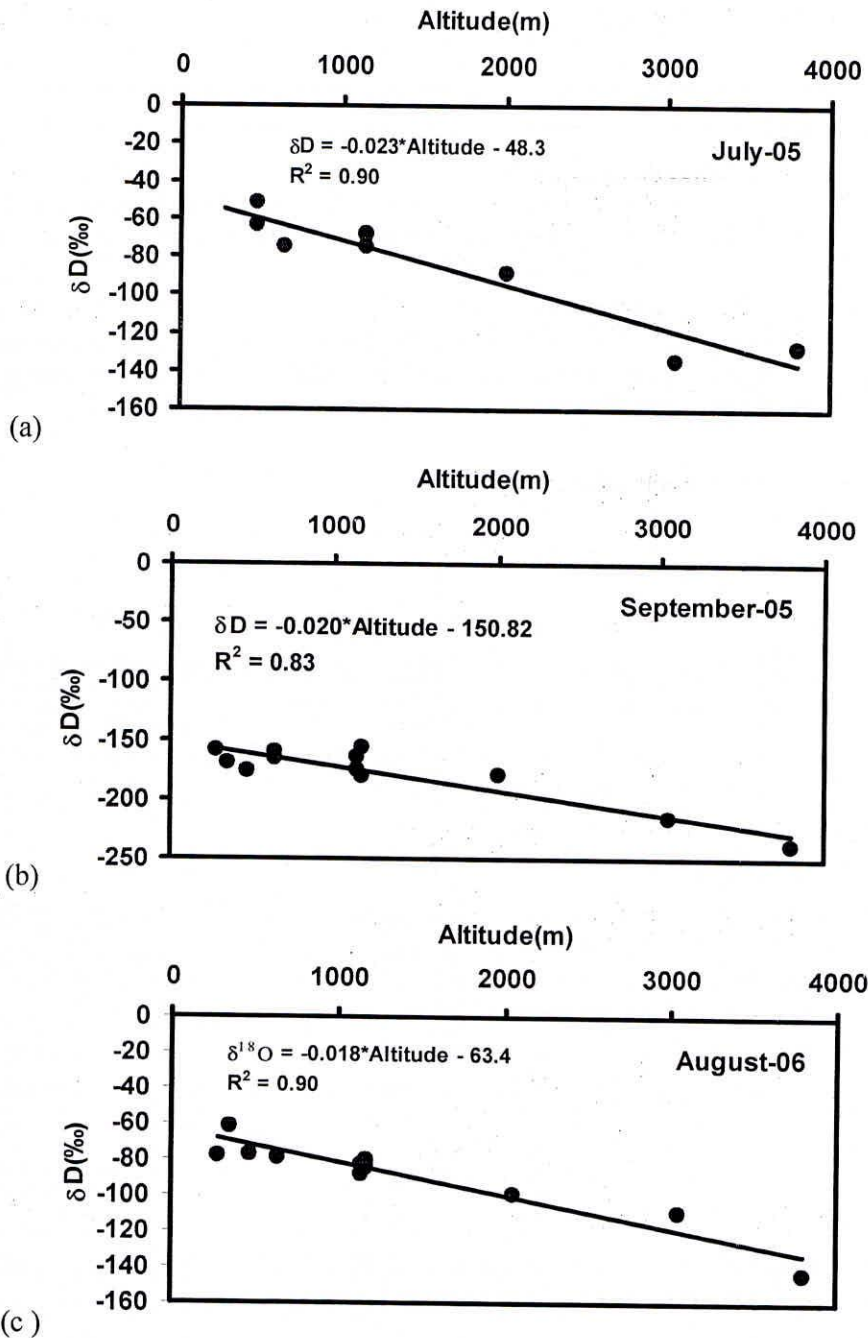 Altitude(m)
0 1000 2000 3000 4000
0
-20
-40
-60
-80
-100
-120
-140
-160
δD(‰)
δD = -0.023*Altitude - 48.3
R² = 0.90
July-05
(a)
Altitude(m)
0 1000 2000 3000 4000
0
-50
-100
-150
-200
-250
δD(‰)
δD = -0.020*Altitude - 150.82
R² = 0.83
September-05
(b)
Altitude(m)
0 1000 2000 3000 4000
0
-20
-40
-60
-80
-100
-120
-140
-160
δD(‰)
δ¹⁸O = -0.018*Altitude - 63.4
R² = 0.90
August-06
(c )